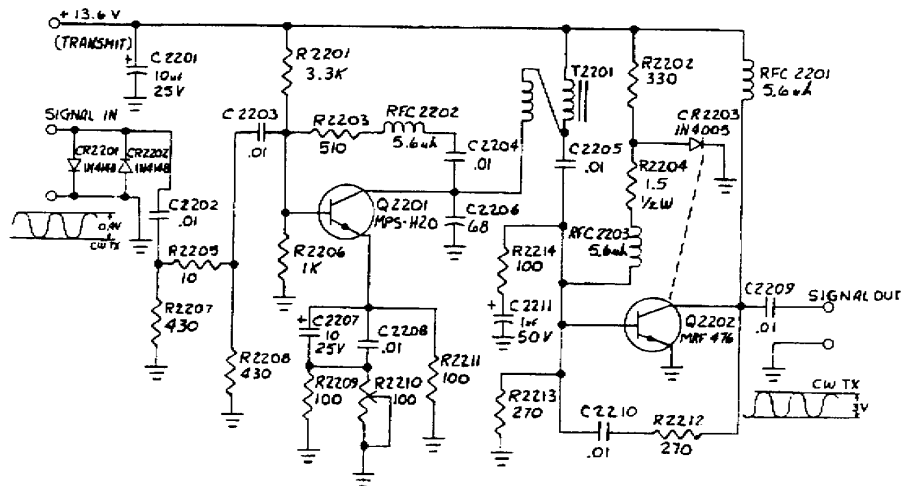 + 13.6 V
(TRANSMIT)
C2201
10uf
25V
SIGNAL IN
CR2201
1N4148
CR2202
1N4148
C2202
.01
0.4V
CW TX
R2205
10
R2207
430
R2208
430
C2203
.01
R2201
3.3K
R2203
510
RFC 2202
5.6uh
C2204
.01
Q2201
MPS-H20
C2206
68
R2206
1K
+ C2207
10
25V
C2208
.01
R2209
100
R2210
100
R2211
100
T2201
C2205
.01
R2202
330
CR2203
1N4005
RFC 2201
5.6uh
R2204
1.5
½W
RFC2203
5.6uh
R2214
100
+ C2211
1uf
50V
R2213
270
Q2202
MRF 476
C2209
.01
SIGNAL OUT
C2210
.01
R2212
270
CW TX
3V